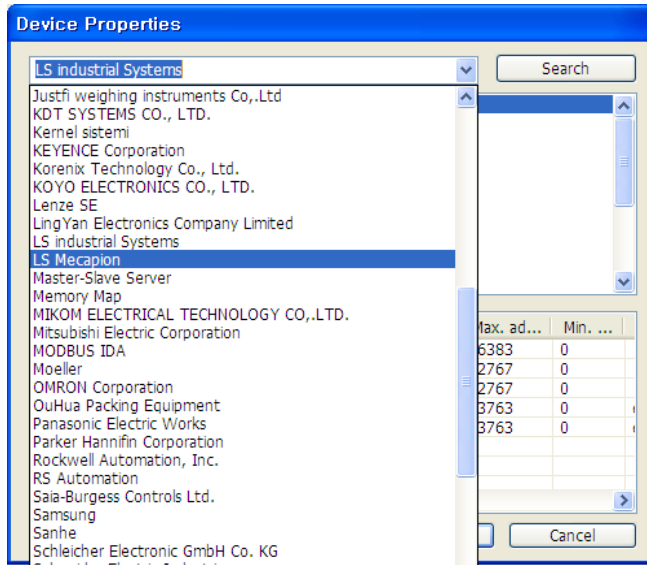 Device Properties
LS industrial Systems
Search
Justfi weighing instruments Co,.Ltd
KDT SYSTEMS CO., LTD.
Kernel sistemi
KEYENCE Corporation
Korenix Technology Co., Ltd.
KOYO ELECTRONICS CO., LTD.
Lenze SE
LingYan Electronics Company Limited
LS industrial Systems
LS Mecapion
Master-Slave Server
Memory Map
MIKOM ELECTRICAL TECHNOLOGY CO,.LTD.
Mitsubishi Electric Corporation
MODBUS IDA
Moeller
OMRON Corporation
OuHua Packing Equipment
Panasonic Electric Works
Parker Hannifin Corporation
Rockwell Automation, Inc.
RS Automation
Saia-Burgess Controls Ltd.
Samsung
Sanhe
Schleicher Electronic GmbH Co. KG
Max. ad... Min. ...
6383 0
2767 0
2767 0
3763 0
3763 0
Cancel